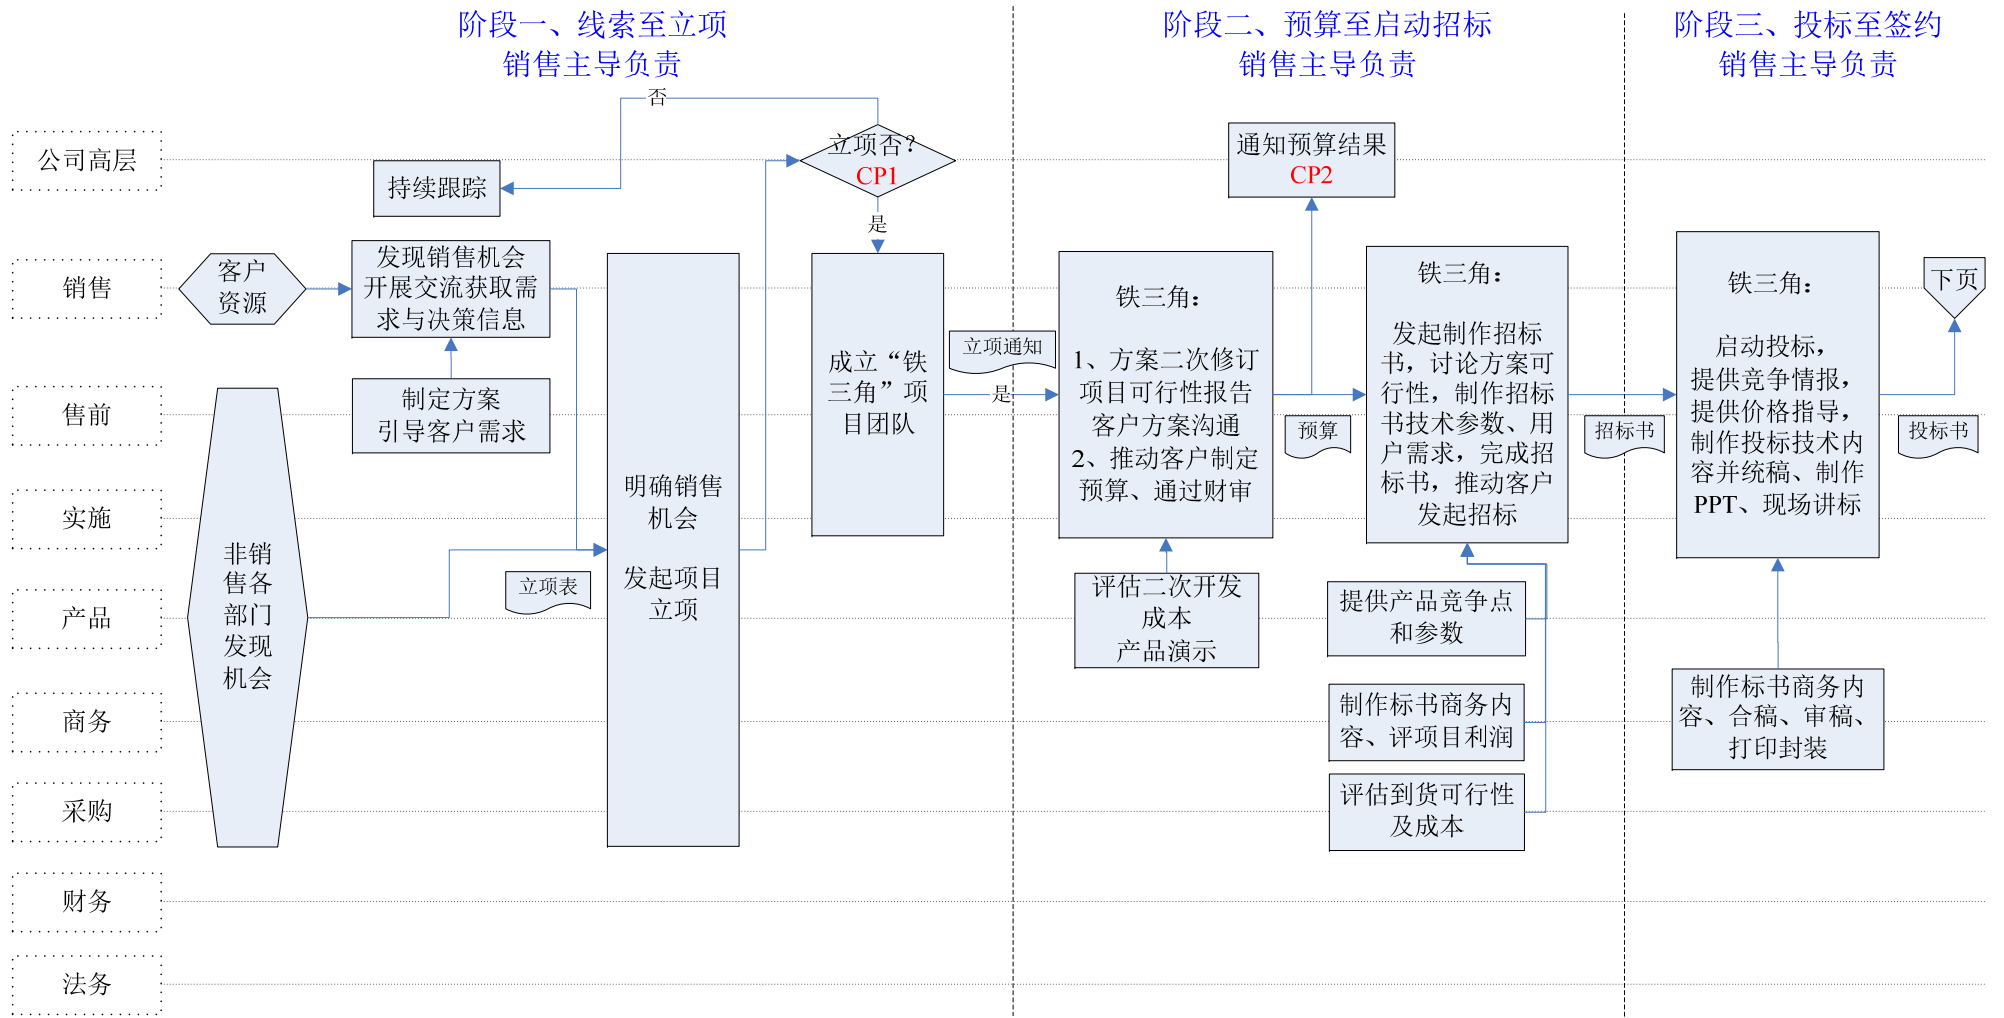 阶段一、线索至立项
销售主导负责
阶段二、预算至启动招标
销售主导负责
阶段三、投标至签约
销售主导负责
公司高层
销售
售前
实施
产品
商务
采购
财务
法务
否
立项否?
CP1
持续跟踪
是
客户
资源
发现销售机会
开展交流获取需
求与决策信息
制定方案
引导客户需求
非销
售各
部门
发现
机会
立项表
明确销售
机会
发起项目
立项
成立“铁
三角”项
目团队
立项通知
是
通知预算结果
CP2
铁三角：
1、方案二次修订
项目可行性报告
客户方案沟通
2、推动客户制定
预算、通过财审
评估二次开发
成本
产品演示
预算
铁三角：
发起制作招标
书，讨论方案可
行性，制作招标
书技术参数、用
户需求，完成招
标书，推动客户
发起招标
提供产品竞争点
和参数
制作标书商务内
容、评项目利润
评估到货可行性
及成本
招标书
铁三角：
启动投标，
提供竞争情报，
提供价格指导，
制作投标技术内
容并统稿、制作
PPT、现场讲标
制作标书商务内
容、合稿、审稿、
打印封装
下页
投标书